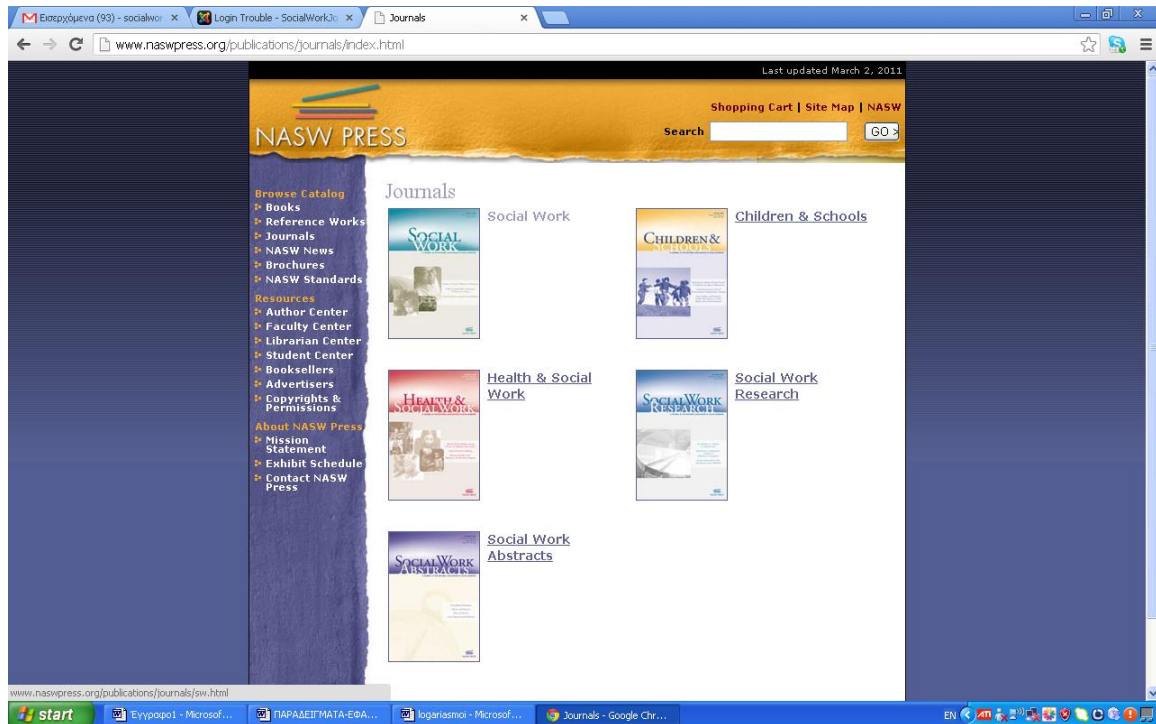 Εισερχόμενα (93) - socialwor
Login Trouble - SocialWorkJo
Journals
www.naswpress.org/publications/journals/index.html
Last updated March 2, 2011
NASW PRESS
Shopping Cart | Site Map | NASW
Search
GO >
Browse Catalog
Books
Reference Works
Journals
NASW News
Brochures
NASW Standards
Resources
Author Center
Faculty Center
Librarian Center
Student Center
Booksellers
Advertisers
Copyrights &
Permissions
About NASW Press
Mission
Statement
Exhibit Schedule
Contact NASW
Press
Journals
SOCIAL
WORK
Social Work
CHILDREN &
SCHOOLS
Children & Schools
HEALTH &
SOCIAL WORK
Health & Social
Work
SOCIAL WORK
RESEARCH
Social Work
Research
SOCIAL WORK
ABSTRACTS
Social Work
Abstracts
www.naswpress.org/publications/journals/sw.html
start
Έγγραφο1 - Microsof...
ΠΑΡΑΔΕΙΓΜΑΤΑ-ΕΦΑ...
logariasmoi - Microsof...
Journals - Google Chr...
EN